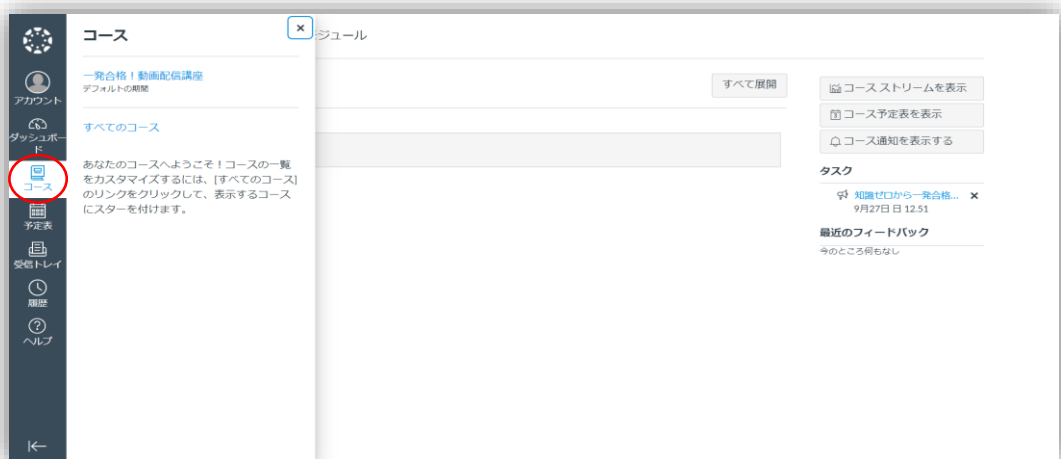 アカウント
ダッシュボー
ド
コース
予定表
受信トレイ
履歴
ヘルプ
コース
×
一発合格！動画配信講座
デフォルトの期間
すべてのコース
あなたのコースへようこそ！コースの一覧
をカスタマイズするには、[すべてのコース]
のリンクをクリックして、表示するコース
にスターを付けます。
ジュール
すべて展開
コース ストリームを表示
コース予定表を表示
コース通知を表示する
タスク
知識ゼロから一発合格...
9月27日 日 12.51
最近のフィードバック
今のところ何もなし